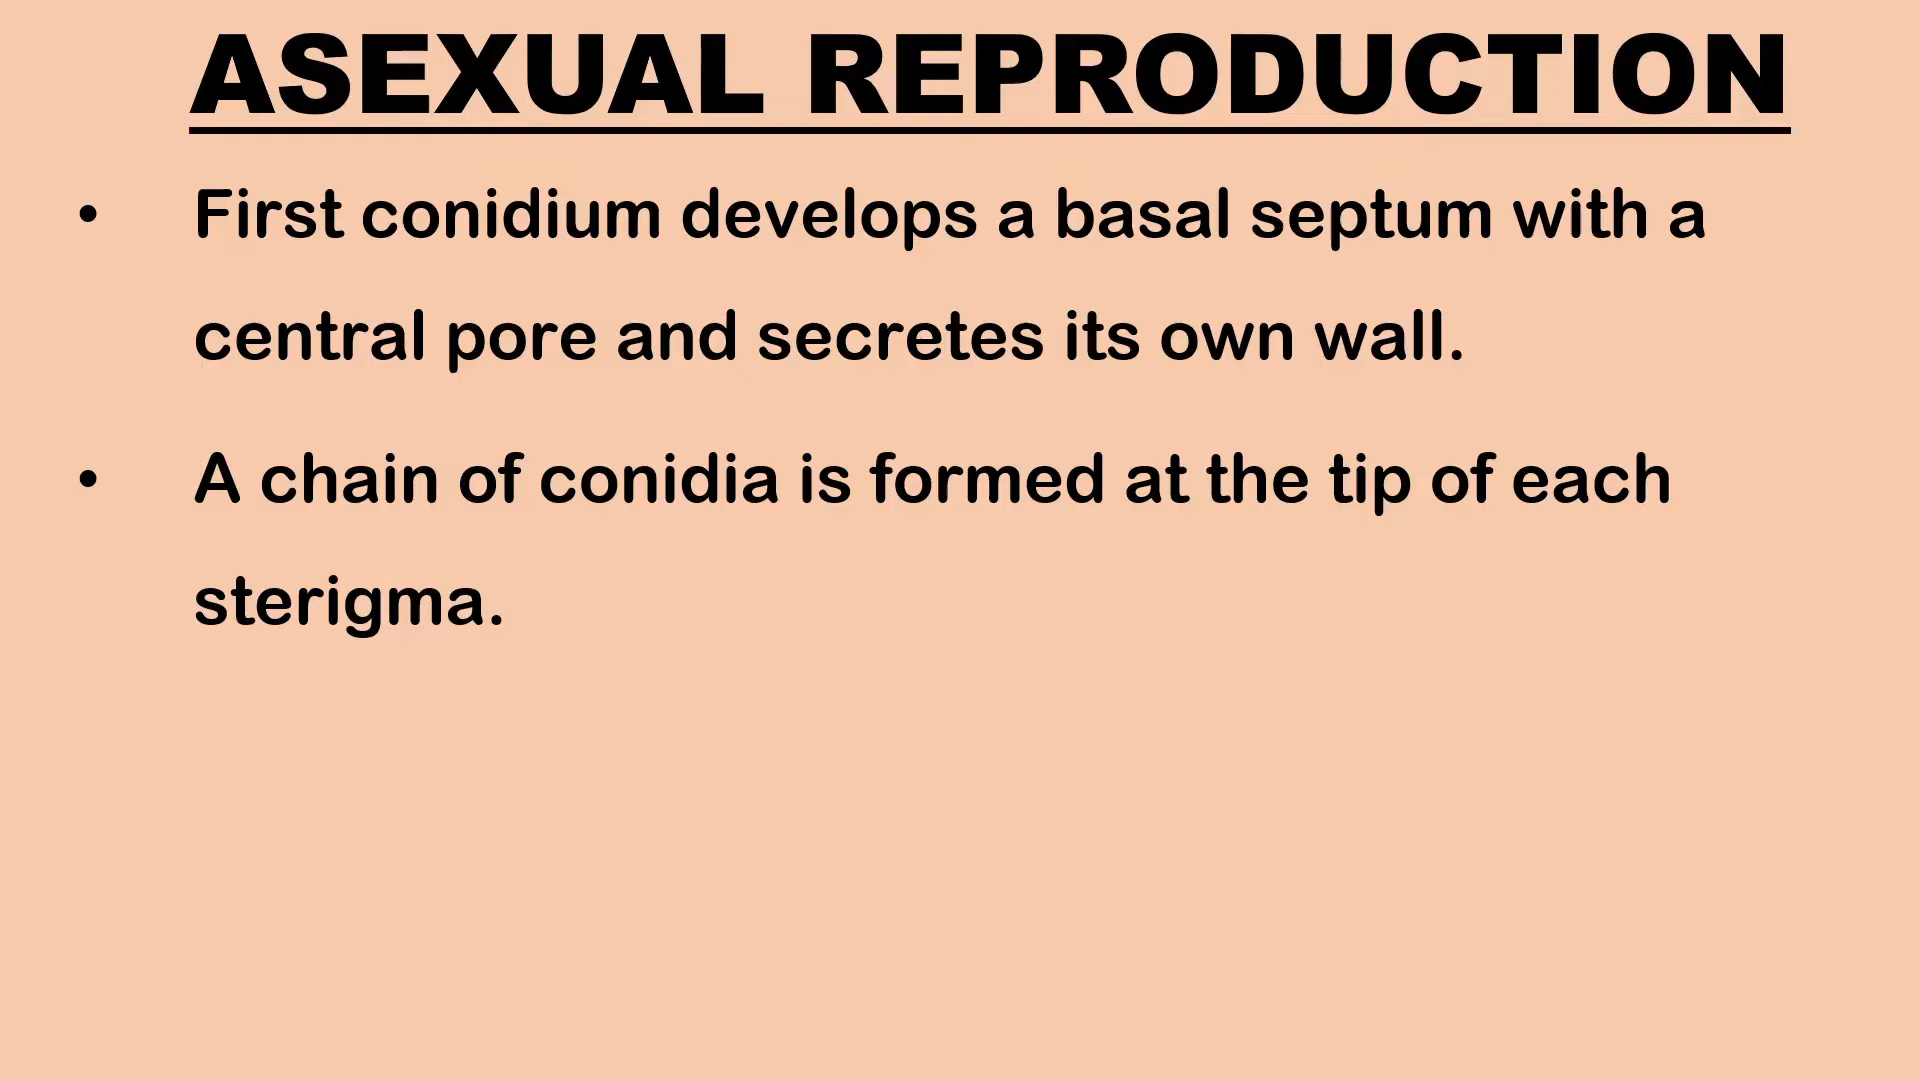 ASEXUAL REPRODUCTION
• First conidium develops a basal septum with a
central pore and secretes its own wall.
• A chain of conidia is formed at the tip of each
sterigma.